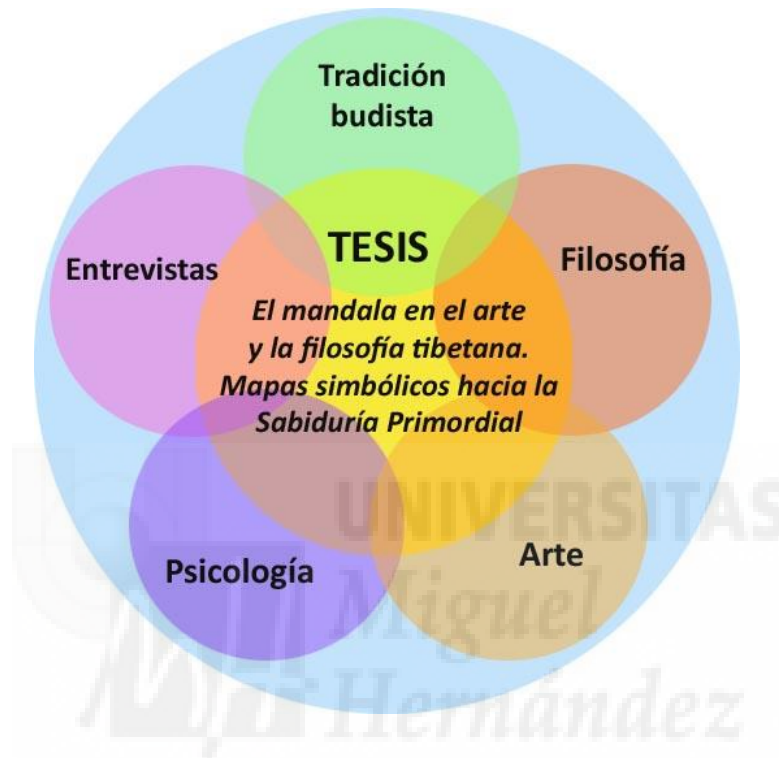 Tradición
budista
TESIS
Entrevistas
Filosofía
El mandala en el arte
y la filosofía tibetana.
Mapas simbólicos hacia la
Sabiduría Primordial
Psicología
Arte
UNIVERSITAS
Miguel
Hernández